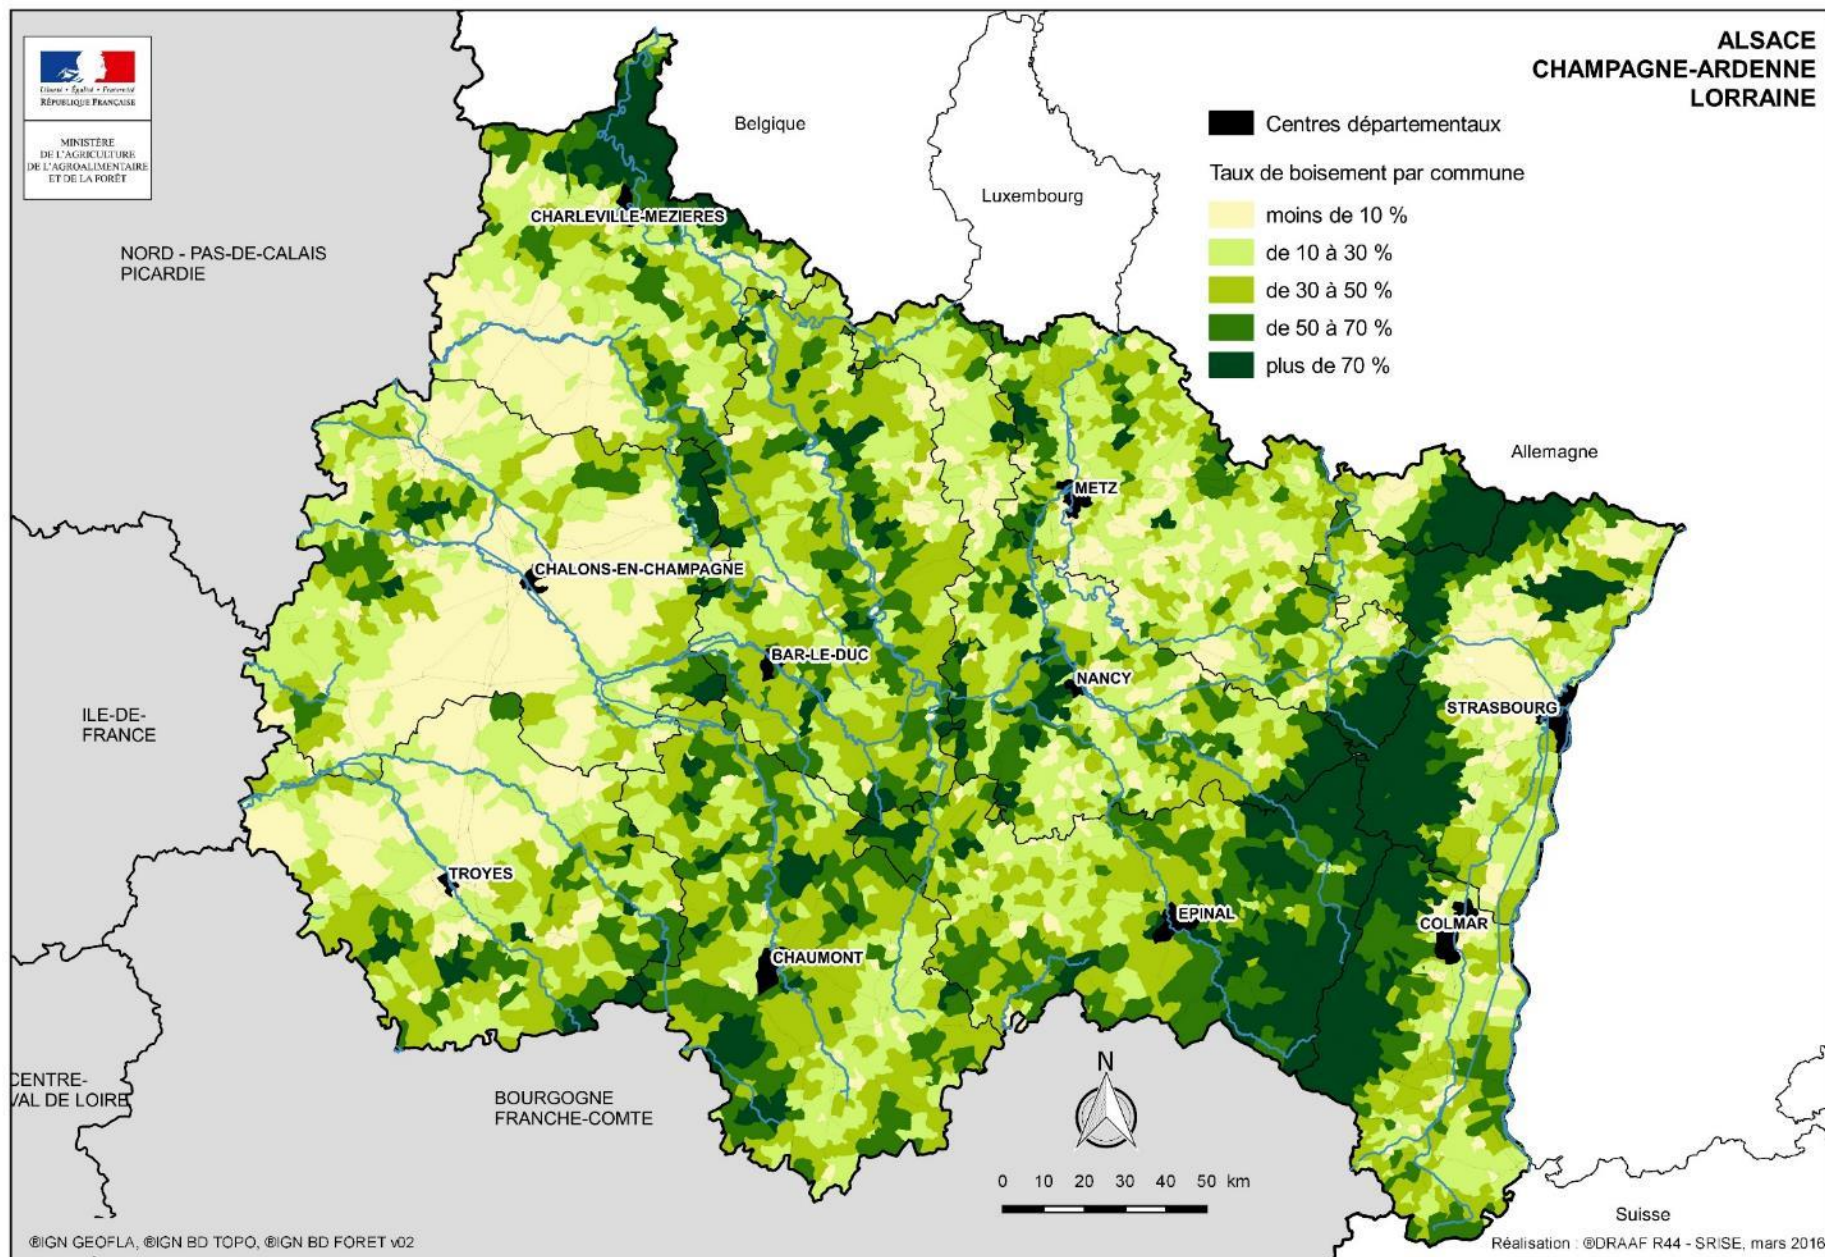 Liberté • Égalité • Fraternité
RÉPUBLIQUE FRANÇAISE
MINISTÈRE
DE L'AGRICULTURE
DE L'AGROALIMENTAIRE
ET DE LA FORÊT
ALSACE
CHAMPAGNE-ARDENNE
LORRAINE
Centres départementaux
Taux de boisement par commune
moins de 10 %
de 10 à 30 %
de 30 à 50 %
de 50 à 70 %
plus de 70 %
Belgique
Luxembourg
Allemagne
NORD - PAS-DE-CALAIS
PICARDIE
CHARLEVILLE-MEZIERES
METZ
CHALONS-EN-CHAMPAGNE
BAR-LE-DUC
NANCY
STRASBOURG
ILE-DE-
FRANCE
TROYES
EPINAL
COLMAR
CHAUMONT
CENTRE-
VAL DE LOIRE
BOURGOGNE
FRANCHE-COMTE
N
0 10 20 30 40 50 km
Suisse
®IGN GEOFLA, ®IGN BD TOPO, ®IGN BD FORET v02
Réalisation : ®DRAAF R44 - SRISE, mars 2016